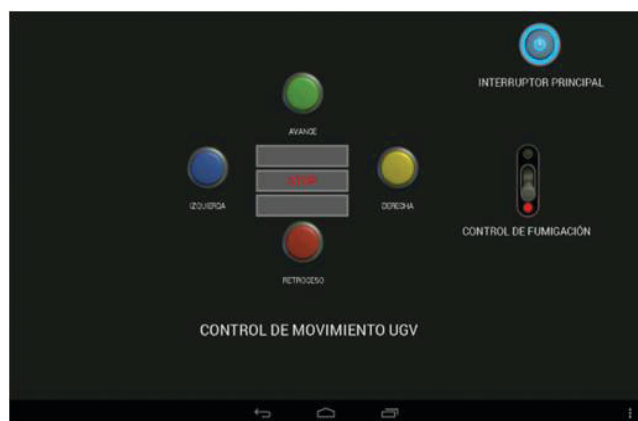 INTERRUPTOR PRINCIPAL
AVANCE
STOP
IZQUIERDA
DERECHA
CONTROL DE FUMIGACIÓN
RETROCESO
CONTROL DE MOVIMIENTO UGV